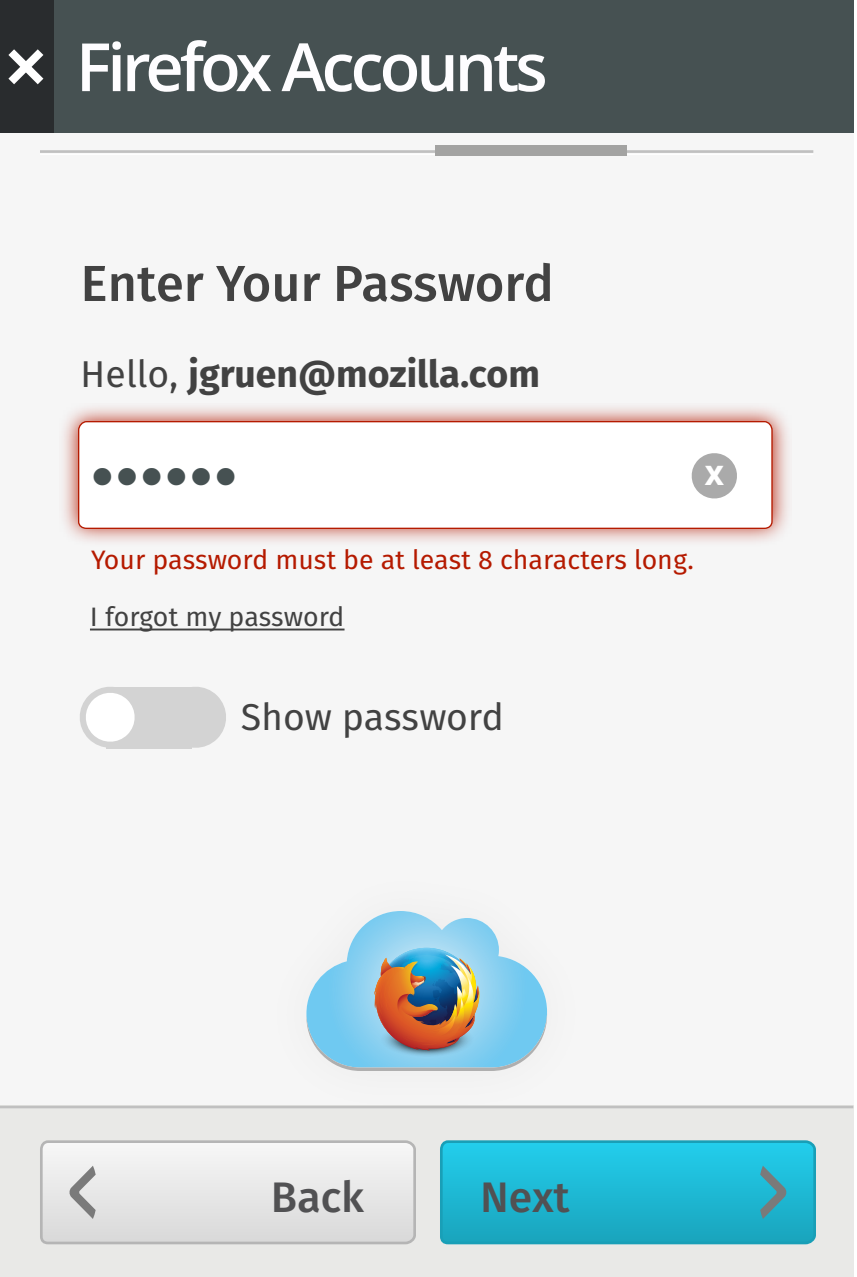 Firefox Accounts
Enter Your Password
Hello, jgruen@mozilla.com
●●●●●● X
Your password must be at least 8 characters long.
I forgot my password
Show password
Back Next